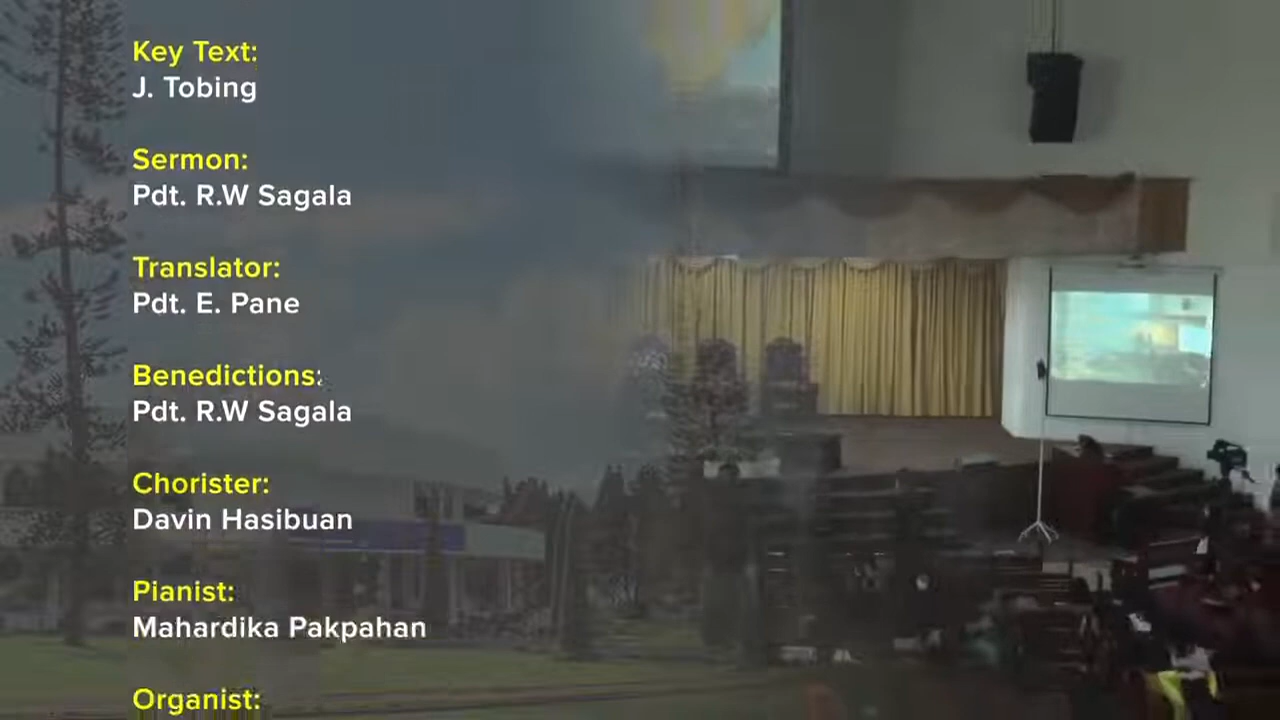 Key Text:
J. Tobing
Sermon:
Pdt. R.W Sagala
Translator:
Pdt. E. Pane
Benedictions:
Pdt. R.W Sagala
Chorister:
Davin Hasibuan
Pianist:
Mahardika Pakpahan
Organist: